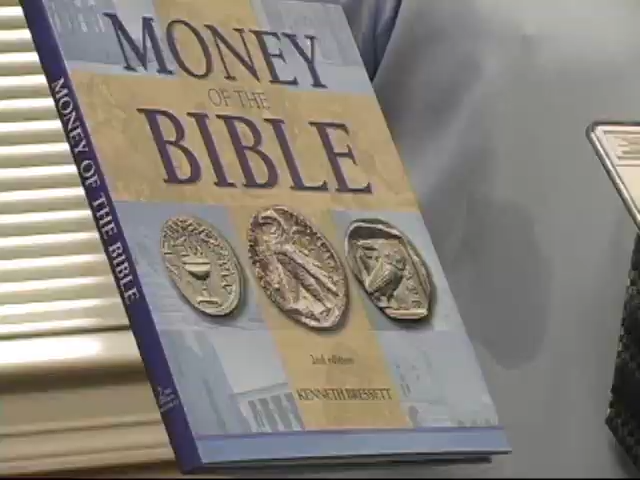 MONEY
OF THE
BIBLE
2nd edition
KENNETH BRESSETT
MONEY OF THE BIBLE